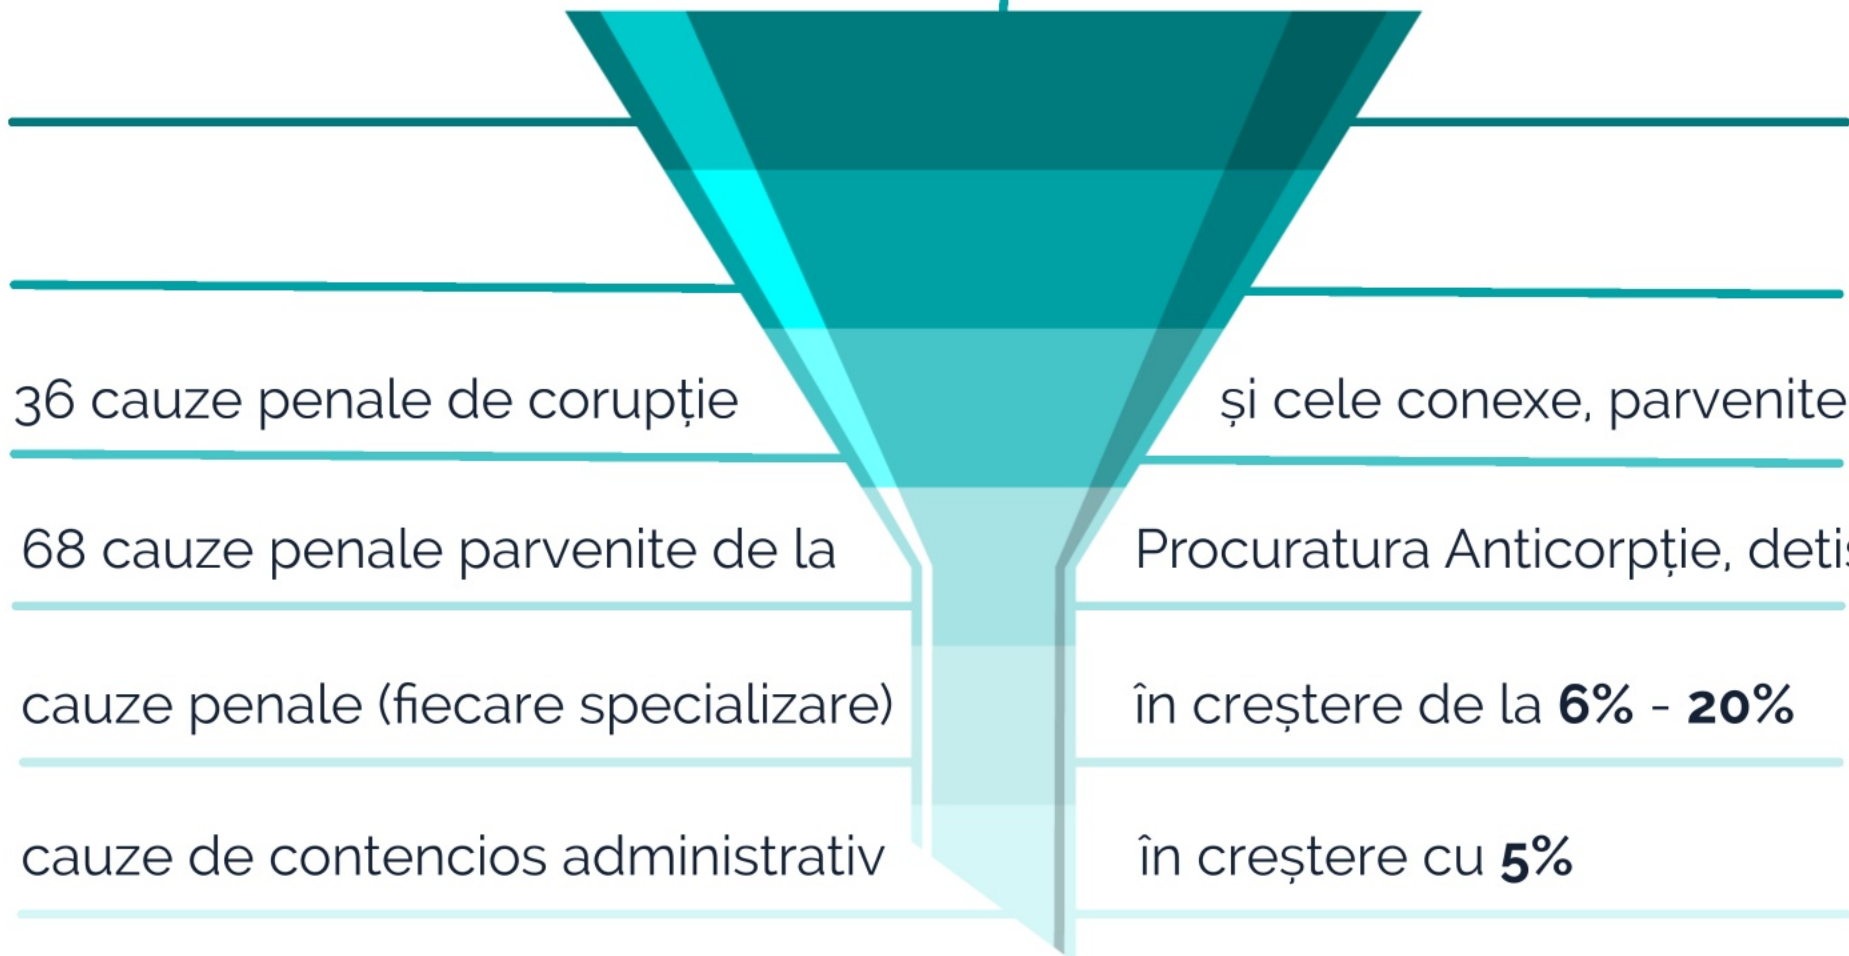 36 cauze penale de corupție și cele conexe, parvenite
68 cauze penale parvenite de la Procuratura Anticorpție,
cauze penale (fiecare specializare) în creștere de la 6% - 20%
cauze de contencios administrativ în creștere cu 5%